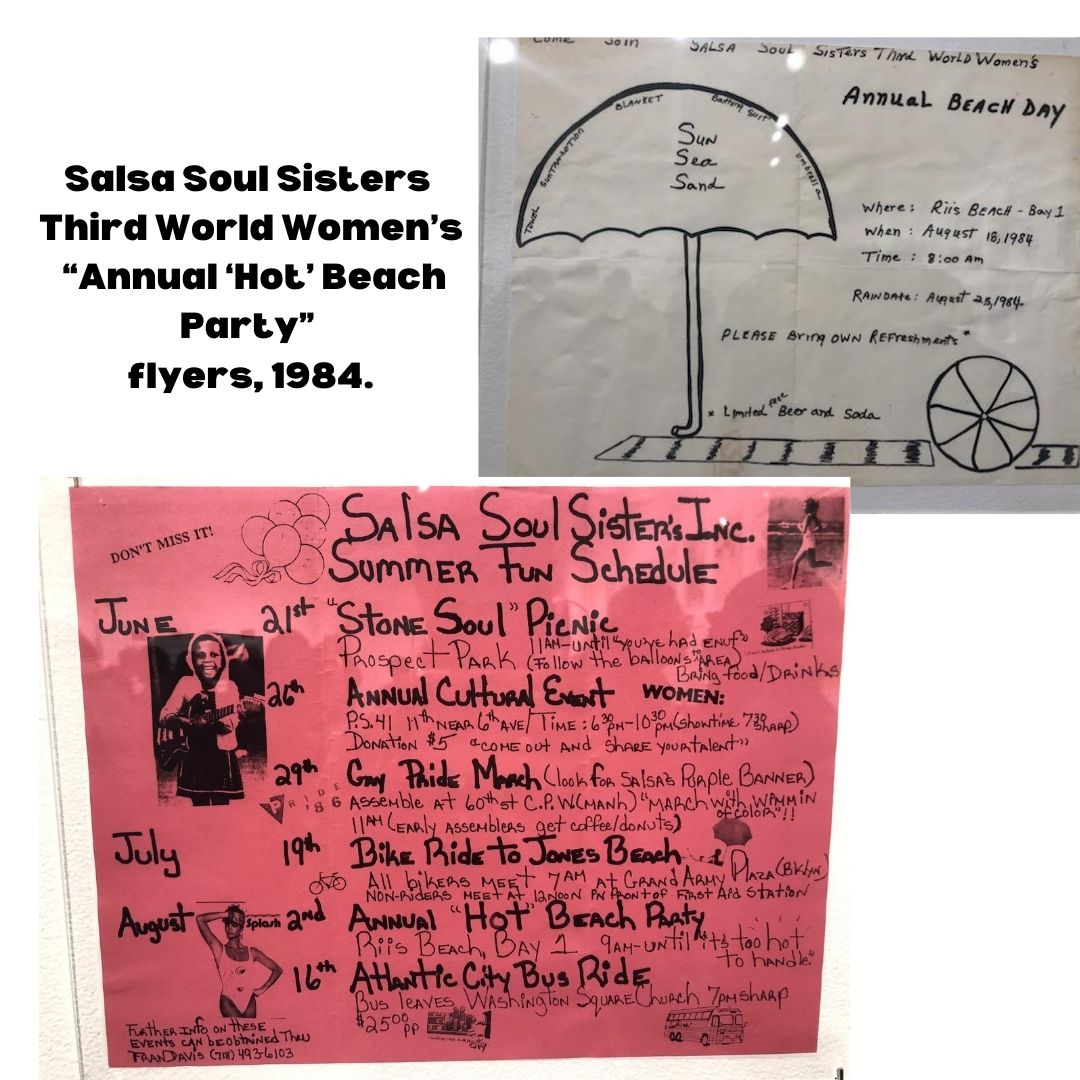 Salsa Soul Sisters
Third World Women's
“Annual ‘Hot’ Beach
Party”
flyers, 1984.
Come Join SALSA Soul Sisters Third World Women's
Annual BEACH DAY
TOWEL SUNTAN LOTION BLANKET Bathing Suit Umbrella
Sun
Sea
Sand
Where: Riis BEACH - Bay 1
When: August 18, 1984
Time: 8:00 Am
RAINDAte: August 25, 1984
PLEASE Bring OWN REFreshments *
* Limited free Beer and Soda
DON'T MISS IT!
SAlSA Soul SiSterS Inc.
SUMMER FUN Schedule
JUNE 21st "STONE SOUL" PicNic
PROSPECT PARK 11AM-UNTIL "you've had enuf"
(Follow the balloons to AREA)
BRING food/DRINKS
26th ANNUAl CUltURAl EVENT WOMEN:
P.S. 41 11th NEAR 6th AVE/TIME: 6 30 PM-10 30 PM (Showtime 7 30 SHARP)
DONATION $5 "COME OUT AND SHARE YOUR TALENT"
29th GAY PRIDE MARCH (look FOR SAlSA'S PURPlE BANNER)
PRIDE 86
ASSEMBLE AT 60th St C.P.W. (MANH) "MARCH with WIMMIN OF COlOR"!!
11AM (EARly ASSEMBlERS get coffee/donuts)
July 19th BikE RidE to JONES BEACH
All bikERS MEET 7AM AT GRAND ARMY PlAZA (BKlyN)
NON-RIDERS MEET AT 12NOON IN FRONT OF FIRST AID STATION
August 2nd ANNUAl "HOT" BEACH PARTY
Splash
RIIS BEACH, BAY 1 9AM-UNTIL "it's too hot
to handle"
16th AtlANtic City BUS RidE
BUS lEAVES WASHINGTON SQUARE CHURCH 7PM SHARP
$25 00 PP
FURTHER INFO ON THESE
EVENTS CAN BE OBTAINED THRU
FRAN DAVIS (718) 493-6103